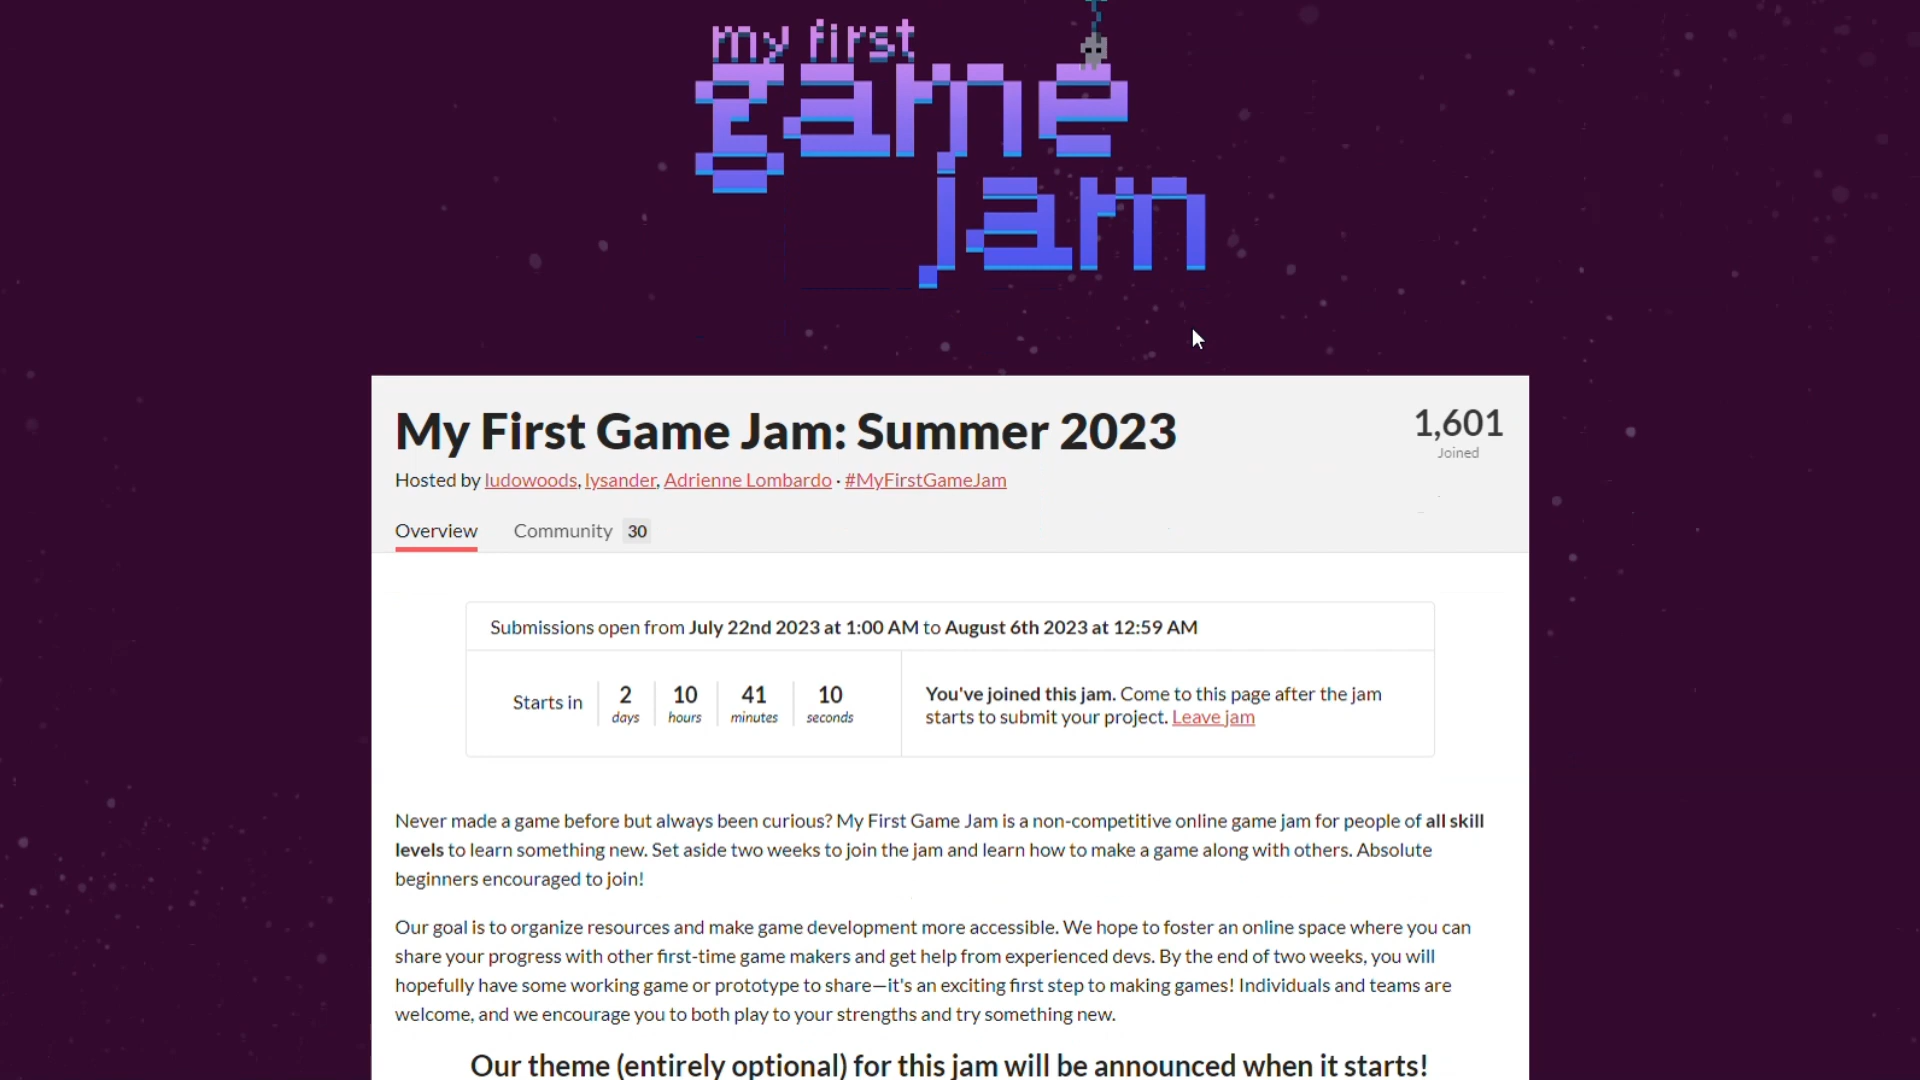 my first
game
jam
My First Game Jam: Summer 2023
1,601
Joined
Hosted by ludowoods, lysander, Adrienne Lombardo · #MyFirstGameJam
Overview Community 30
Submissions open from July 22nd 2023 at 1:00 AM to August 6th 2023 at 12:59 AM
Starts in 2 days 10 hours 41 minutes 10 seconds
You've joined this jam. Come to this page after the jam
starts to submit your project. Leave jam
Never made a game before but always been curious? My First Game Jam is a non-competitive online game jam for people of all skill
levels to learn something new. Set aside two weeks to join the jam and learn how to make a game along with others. Absolute
beginners encouraged to join!
Our goal is to organize resources and make game development more accessible. We hope to foster an online space where you can
share your progress with other first-time game makers and get help from experienced devs. By the end of two weeks, you will
hopefully have some working game or prototype to share—it's an exciting first step to making games! Individuals and teams are
welcome, and we encourage you to both play to your strengths and try something new.
Our theme (entirely optional) for this jam will be announced when it starts!